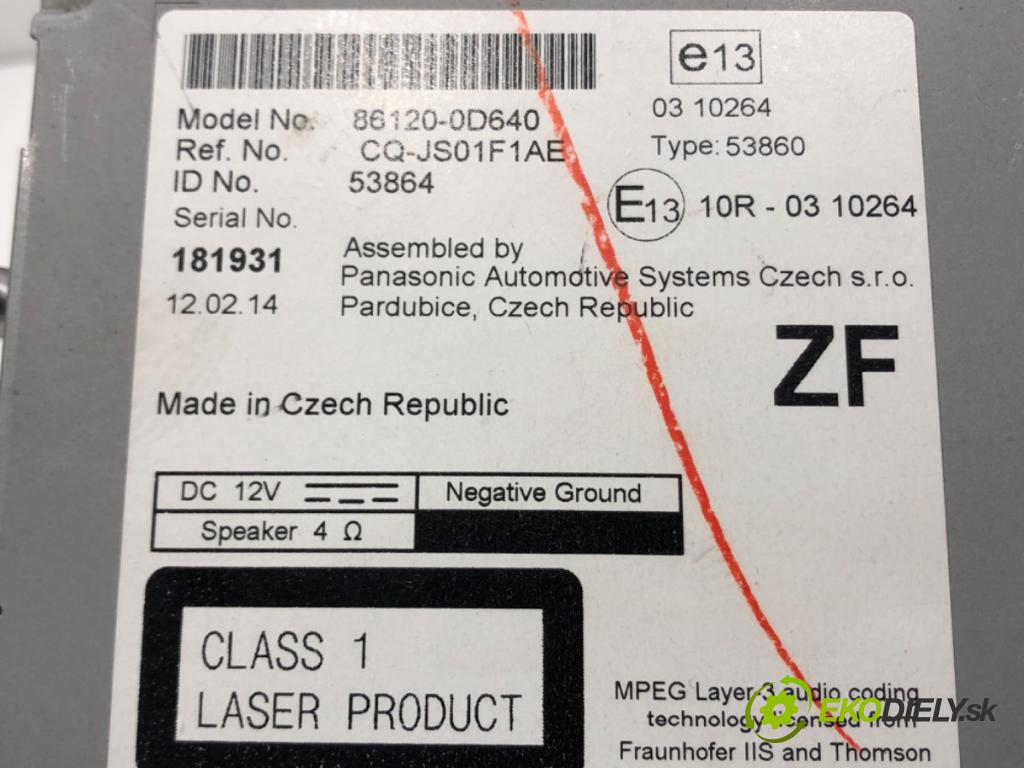 e13
Model No. 86120-0D640
03 10264
Ref. No. CQ-JS01F1AE
Type: 53860
ID No. 53864
E13 10R - 03 10264
Serial No.
181931
Assembled by
Panasonic Automotive Systems Czech s.r.o.
12.02.14
Pardubice, Czech Republic
ZF
Made in Czech Republic
DC 12V
Negative Ground
Speaker 4 Ω
CLASS 1
LASER PRODUCT
MPEG Layer-3 audio coding
technology licensed from
Fraunhofer IIS and Thomson
EKODIELY.sk